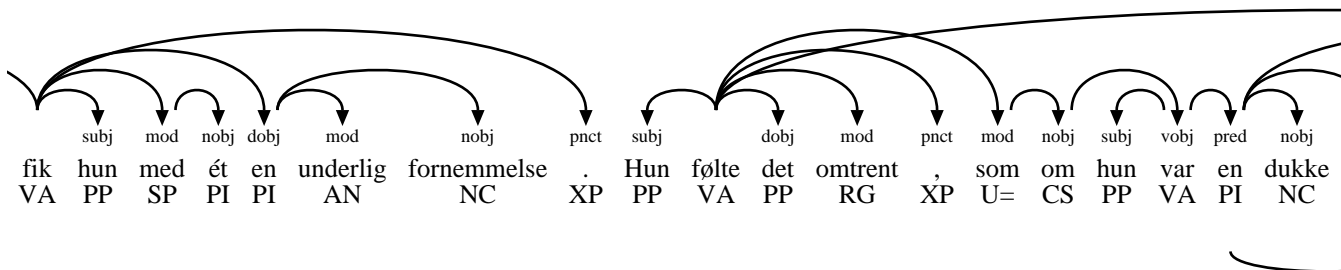 subj mod nobj dobj mod nobj pnct subj dobj mod pnct mod nobj subj vobj pred nobj
fik hun med ét en underlig fornemmelse . Hun følte det omtrent , som om hun var en dukke
VA PP SP PI PI AN NC XP PP VA PP RG XP U= CS PP VA PI NC